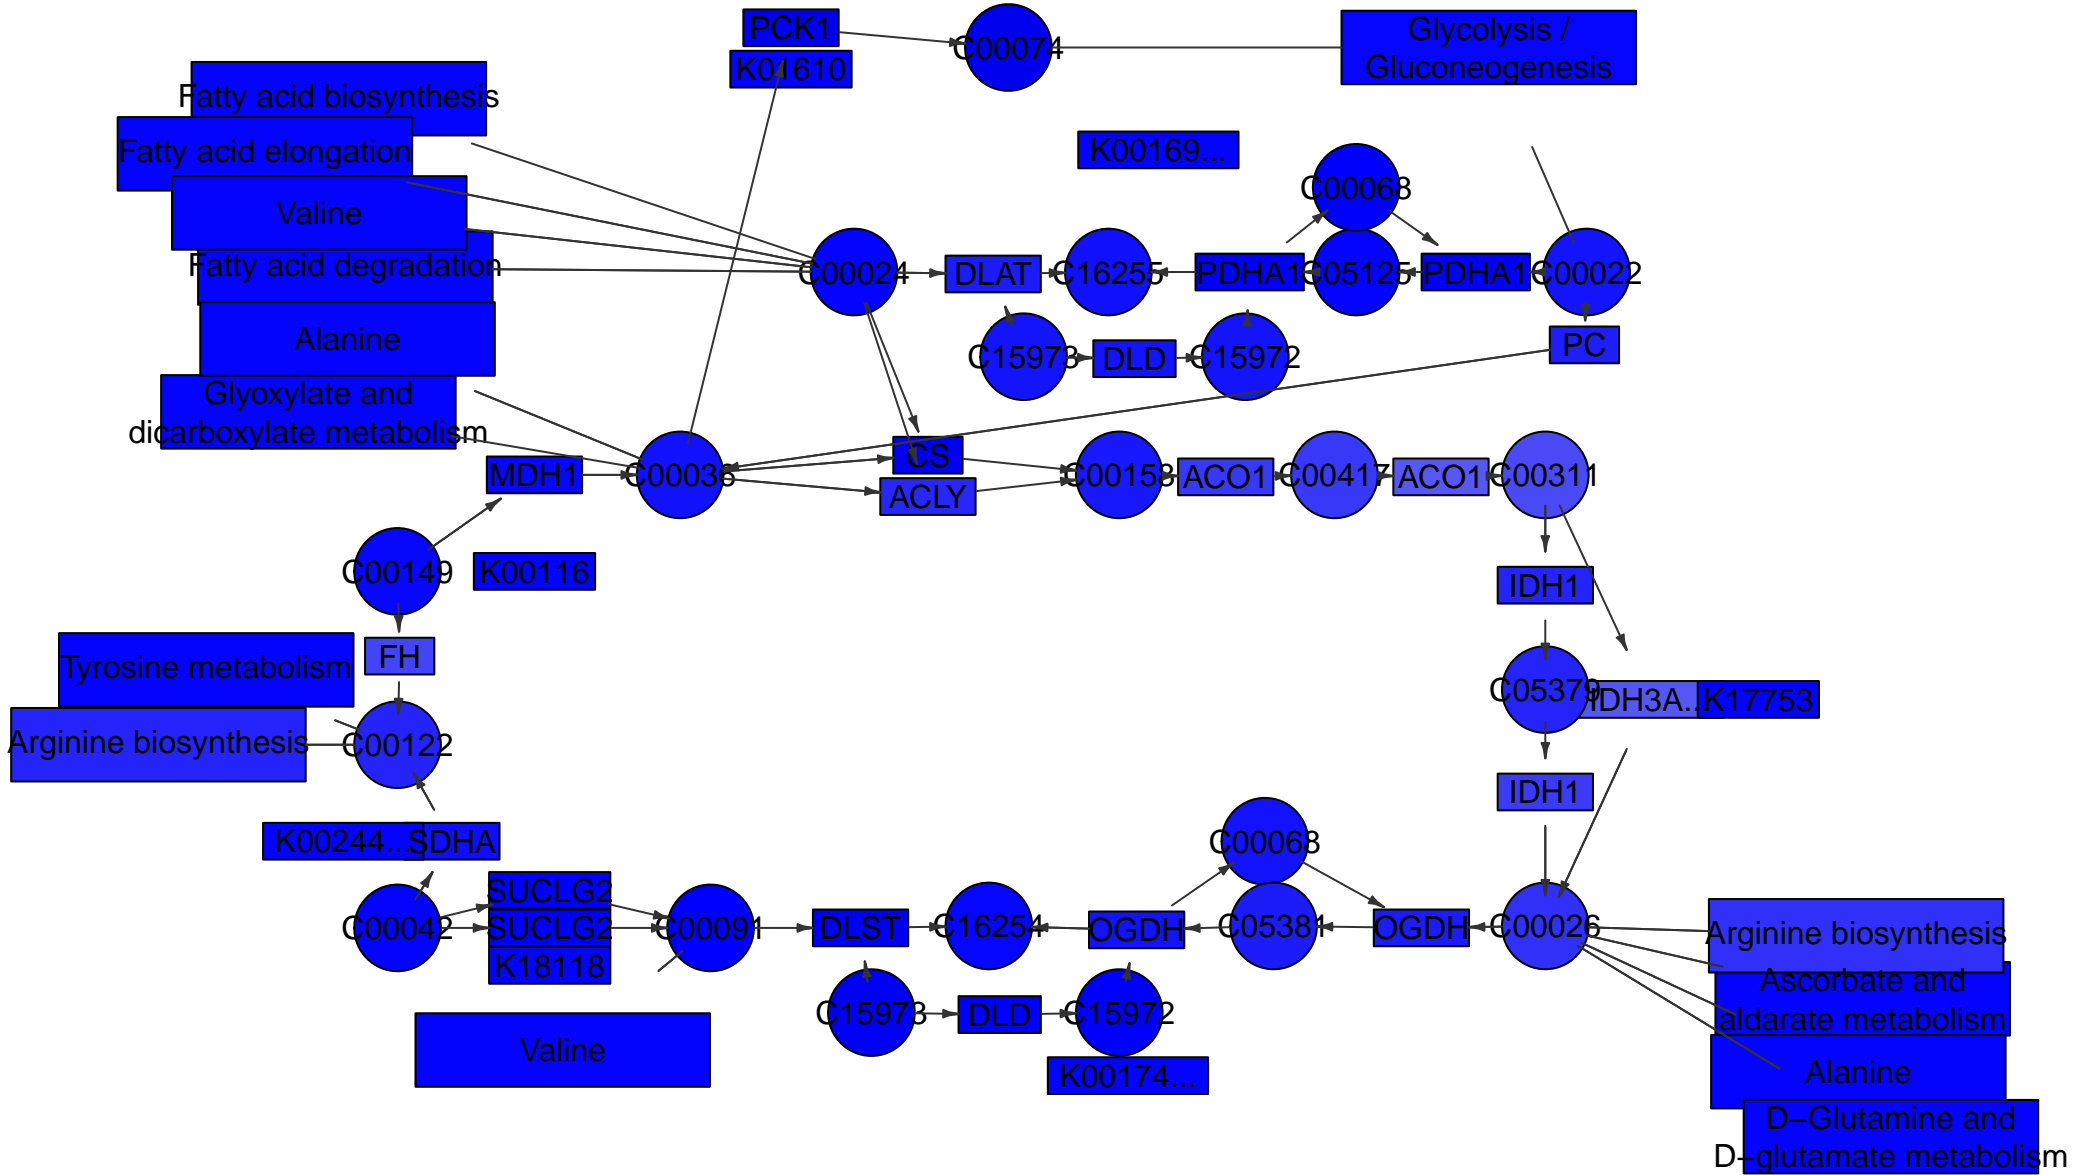 PCK1
C00074
Glycolysis /
Gluconeogenesis
K01610
Fatty acid biosynthesis
Fatty acid elongation
K00169...
C00068
Valine
Fatty acid degradation
C00024
DLAT
C16255
PDHA1
C05125
PDHA1
C00022
Alanine
C15973
DLD
C15972
PC
Glyoxylate and
dicarboxylate metabolism
MDH1
C00036
CS
ACLY
C00158
ACO1
C00417
ACO1
C00311
C00149
K00116
IDH1
Tyrosine metabolism
FH
C05379
IDH3A...
K17753
Arginine biosynthesis
C00122
IDH1
K00244...
SDHA
C00068
SUCLG2
C00042
SUCLG2
C00091
DLST
C16254
OGDH
C05381
OGDH
C00026
Arginine biosynthesis
K18118
Ascorbate and
aldarate metabolism
C15973
DLD
C15972
Valine
K00174...
Alanine
D−Glutamine and
D−glutamate metabolism